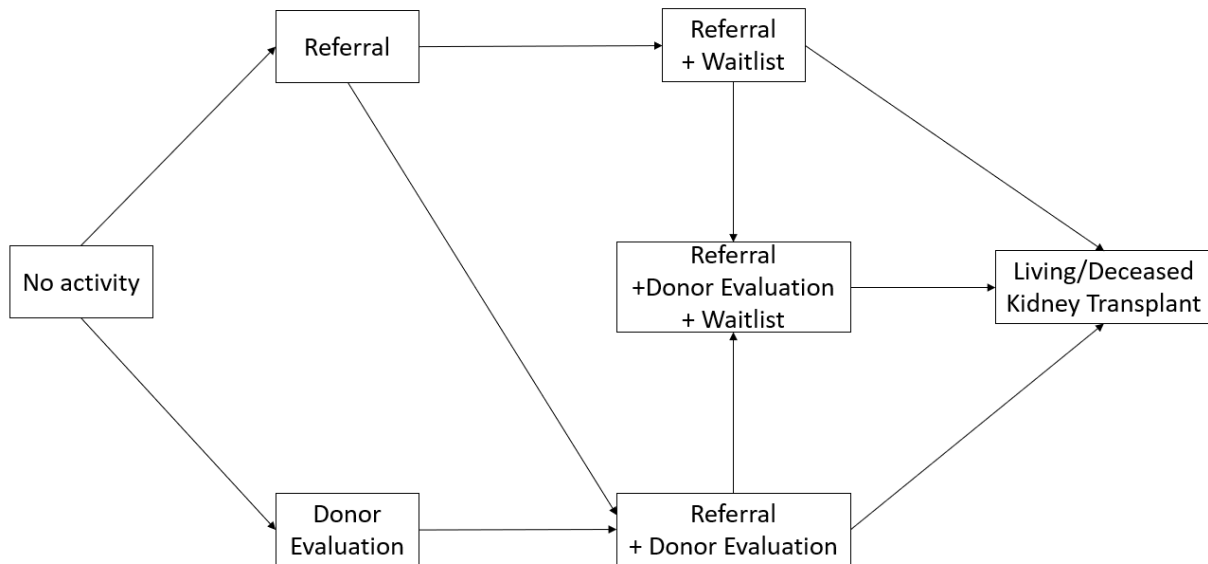 Referral
Referral
+ Waitlist
No activity
Referral
+Donor Evaluation
+ Waitlist
Living/Deceased
Kidney Transplant
Donor
Evaluation
Referral
+ Donor Evaluation